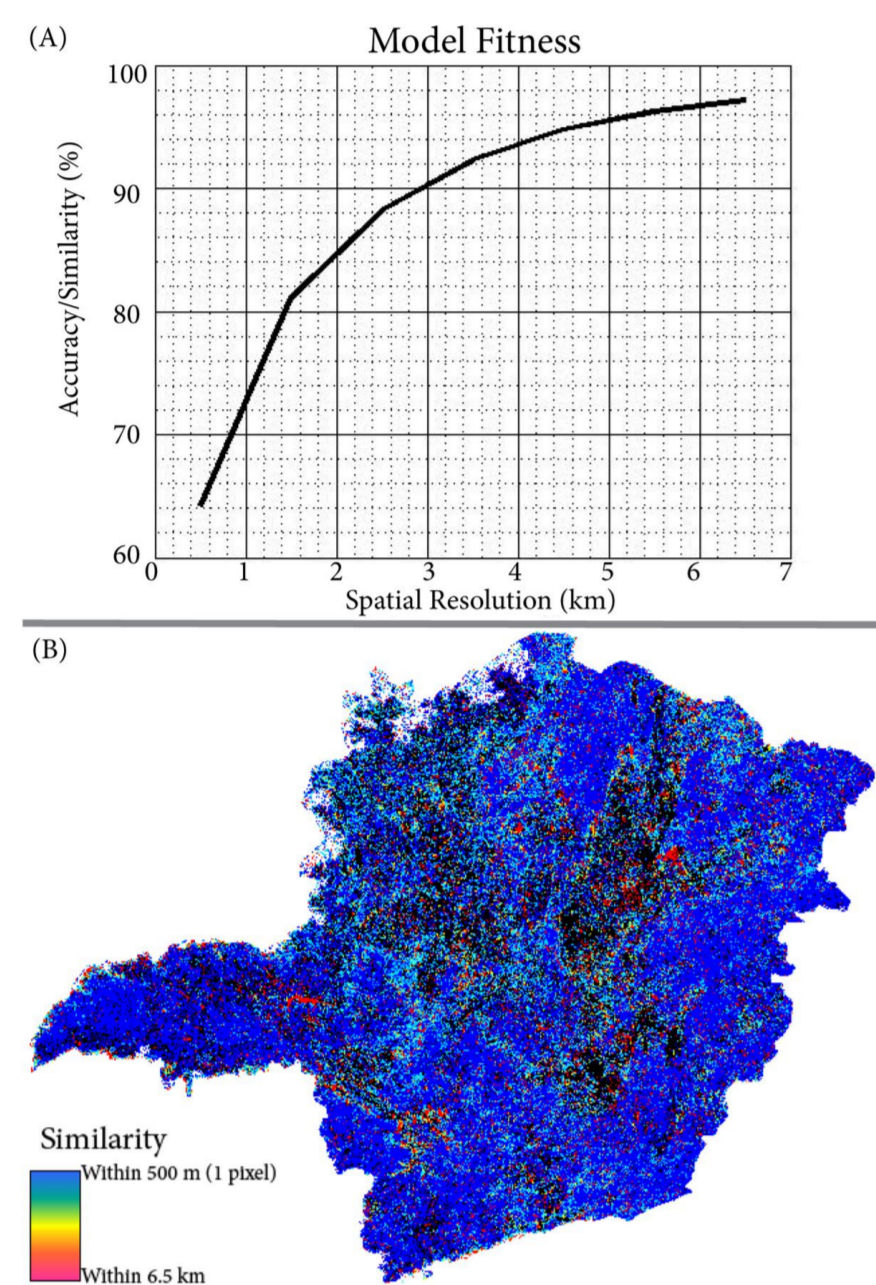 (A)
Model Fitness
100
90
80
70
60
Accuracy/Similarity (%)
0 1 2 3 4 5 6 7
Spatial Resolution (km)
(B)
Similarity
Within 500 m (1 pixel)
Within 6.5 km